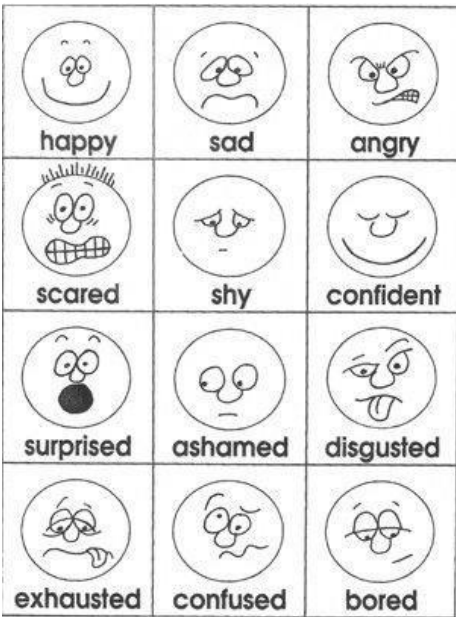 happy sad angry
scared shy confident
surprised ashamed disgusted
exhausted confused bored